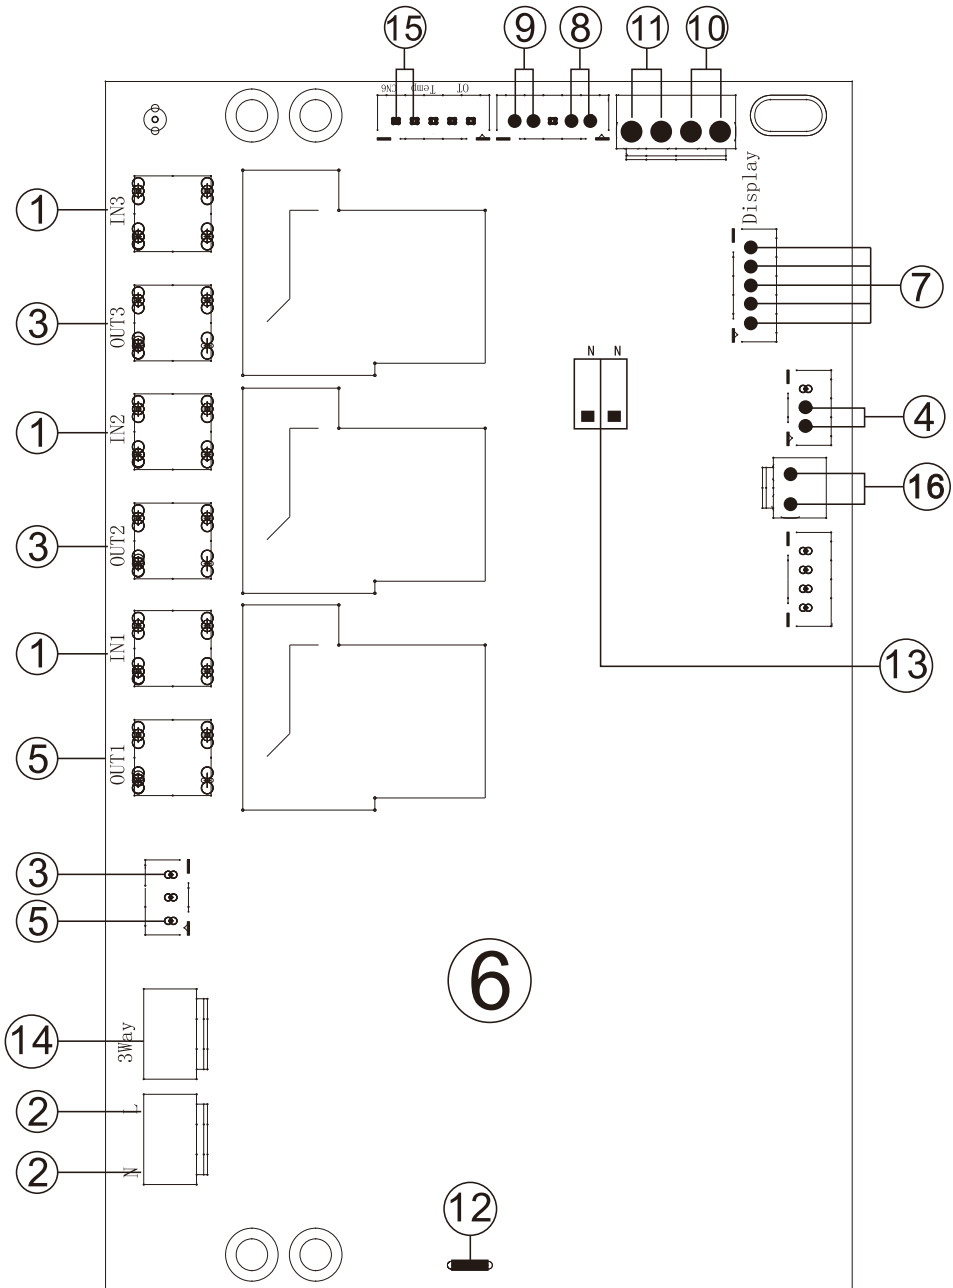 15 9 8 11 10
CN6 Temp OT
Display
1 IN3
7
3 OUT3
N N
1 IN2
4
16
3 OUT2
1 IN1
13
5 OUT1
3
5
6
14 3Way
2 L
2 N
12